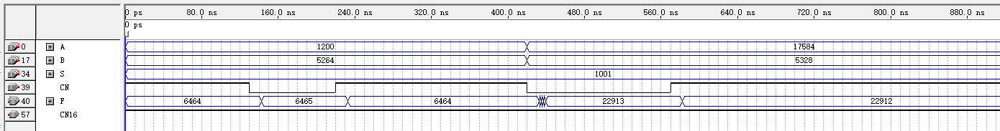 0 ps 80.0 ns 160.0 ns 240.0 ns 320.0 ns 400.0 ns 480.0 ns 560.0 ns 640.0 ns 720.0 ns 800.0 ns 880.0 ns
0 ps
0 A 1200 17584
17 B 5264 5328
34 S 1001
39 CN
40 F 6464 6465 6464 22913 22912
57 CN16